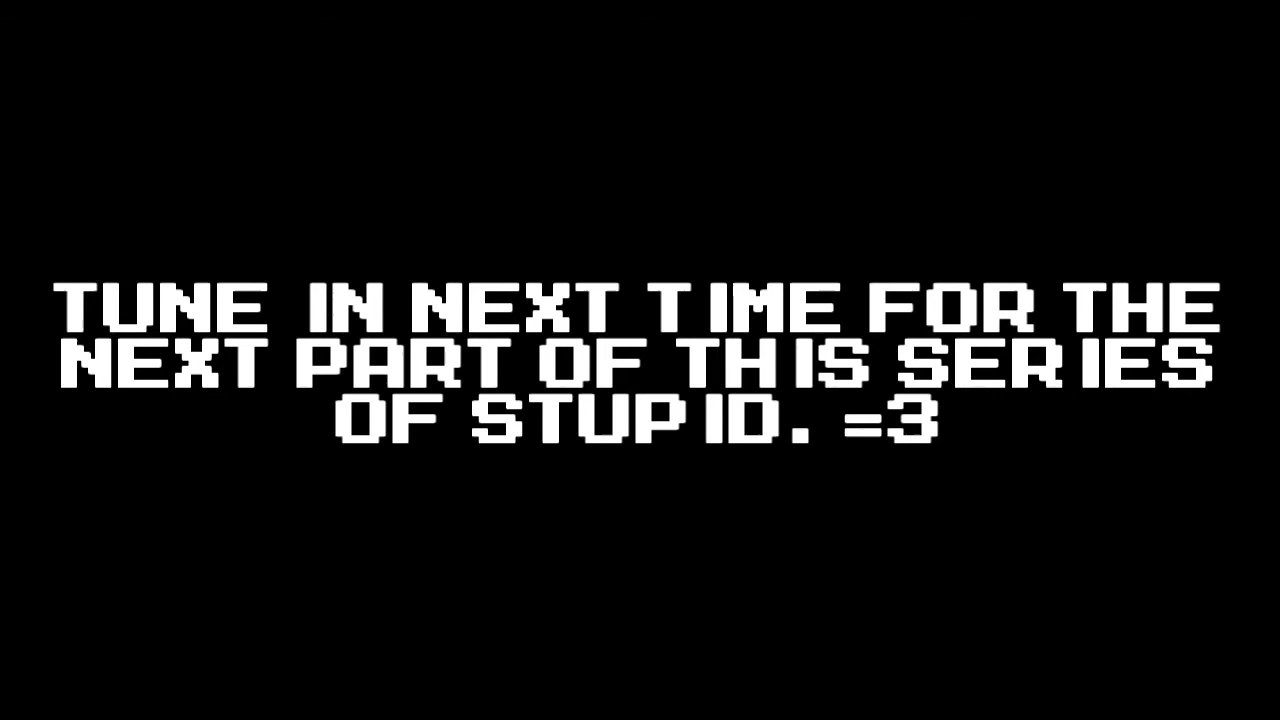 TUNE IN NEXT TIME FOR THE
NEXT PART OF THIS SERIES
OF STUPID. =3